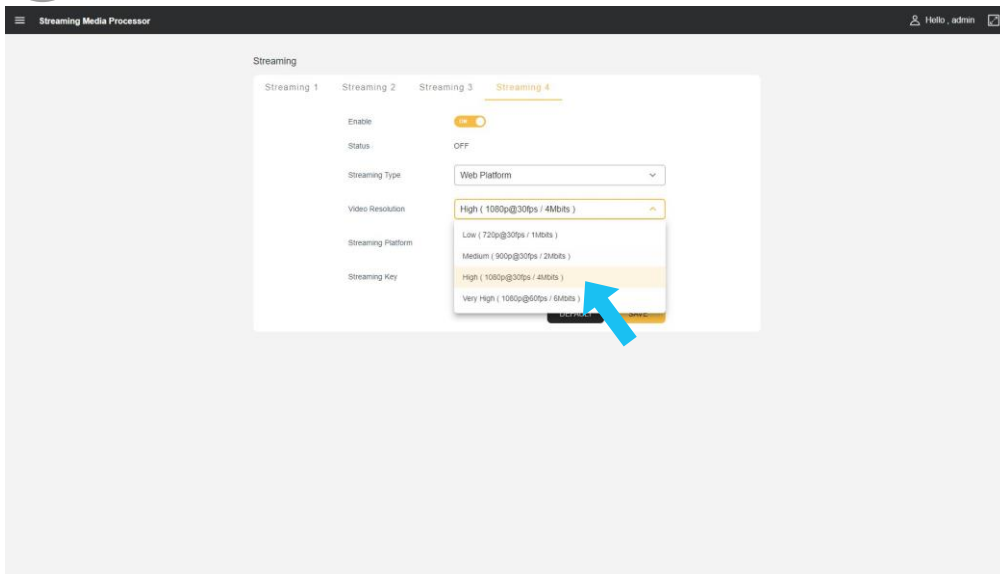 Streaming Media Processor
Hello , admin
Streaming
Streaming 1 Streaming 2 Streaming 3 Streaming 4
Enable On
Status OFF
Streaming Type Web Platform
Video Resolution High ( 1080p@30fps / 4Mbits )
Low ( 720p@30fps / 1Mbits )
Streaming Platform
Medium ( 900p@30fps / 2Mbits )
Streaming Key High ( 1080p@30fps / 4Mbits )
Very High ( 1080p@60fps / 6Mbits )
DEFAULT SAVE